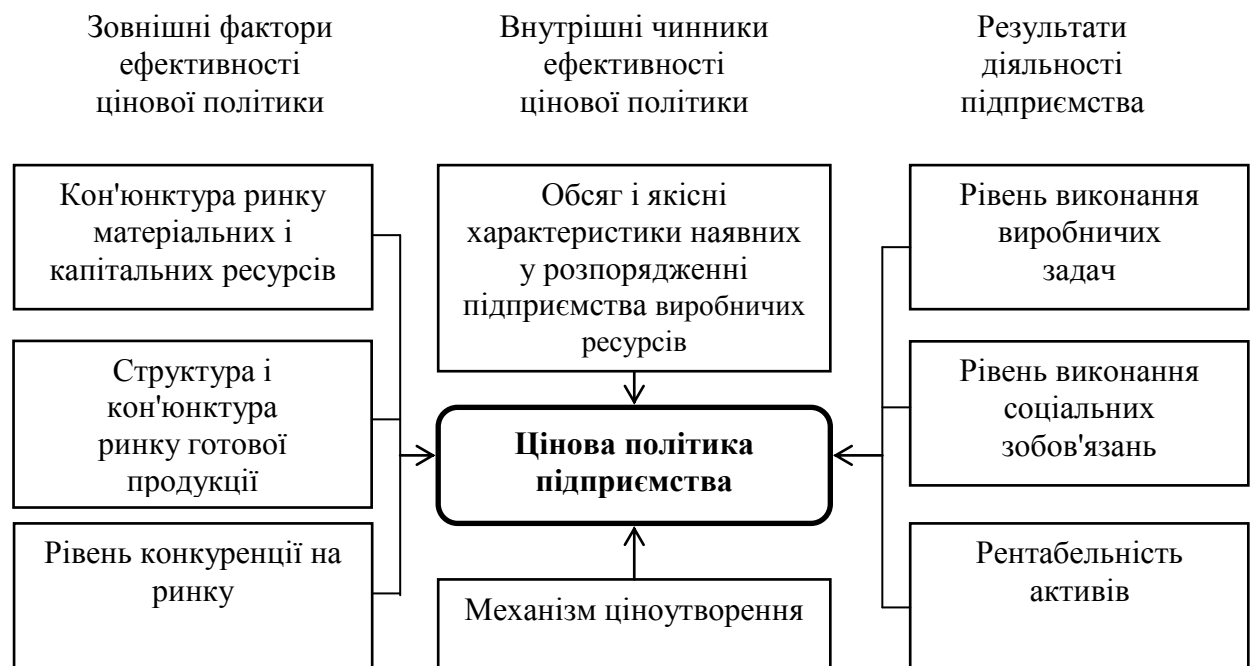 Зовнішні фактори
ефективності
цінової політики
Внутрішні чинники
ефективності
цінової політики
Результати
діяльності
підприємства
Кон'юнктура ринку
матеріальних і
капітальних ресурсів
Обсяг і якісні
характеристики наявних
у розпорядженні
підприємства виробничих
ресурсів
Рівень виконання
виробничих
задач
Структура і
кон'юнктура
ринку готової
продукції
Цінова політика
підприємства
Рівень виконання
соціальних
зобов'язань
Рівень конкуренції на
ринку
Механізм ціноутворення
Рентабельність
активів